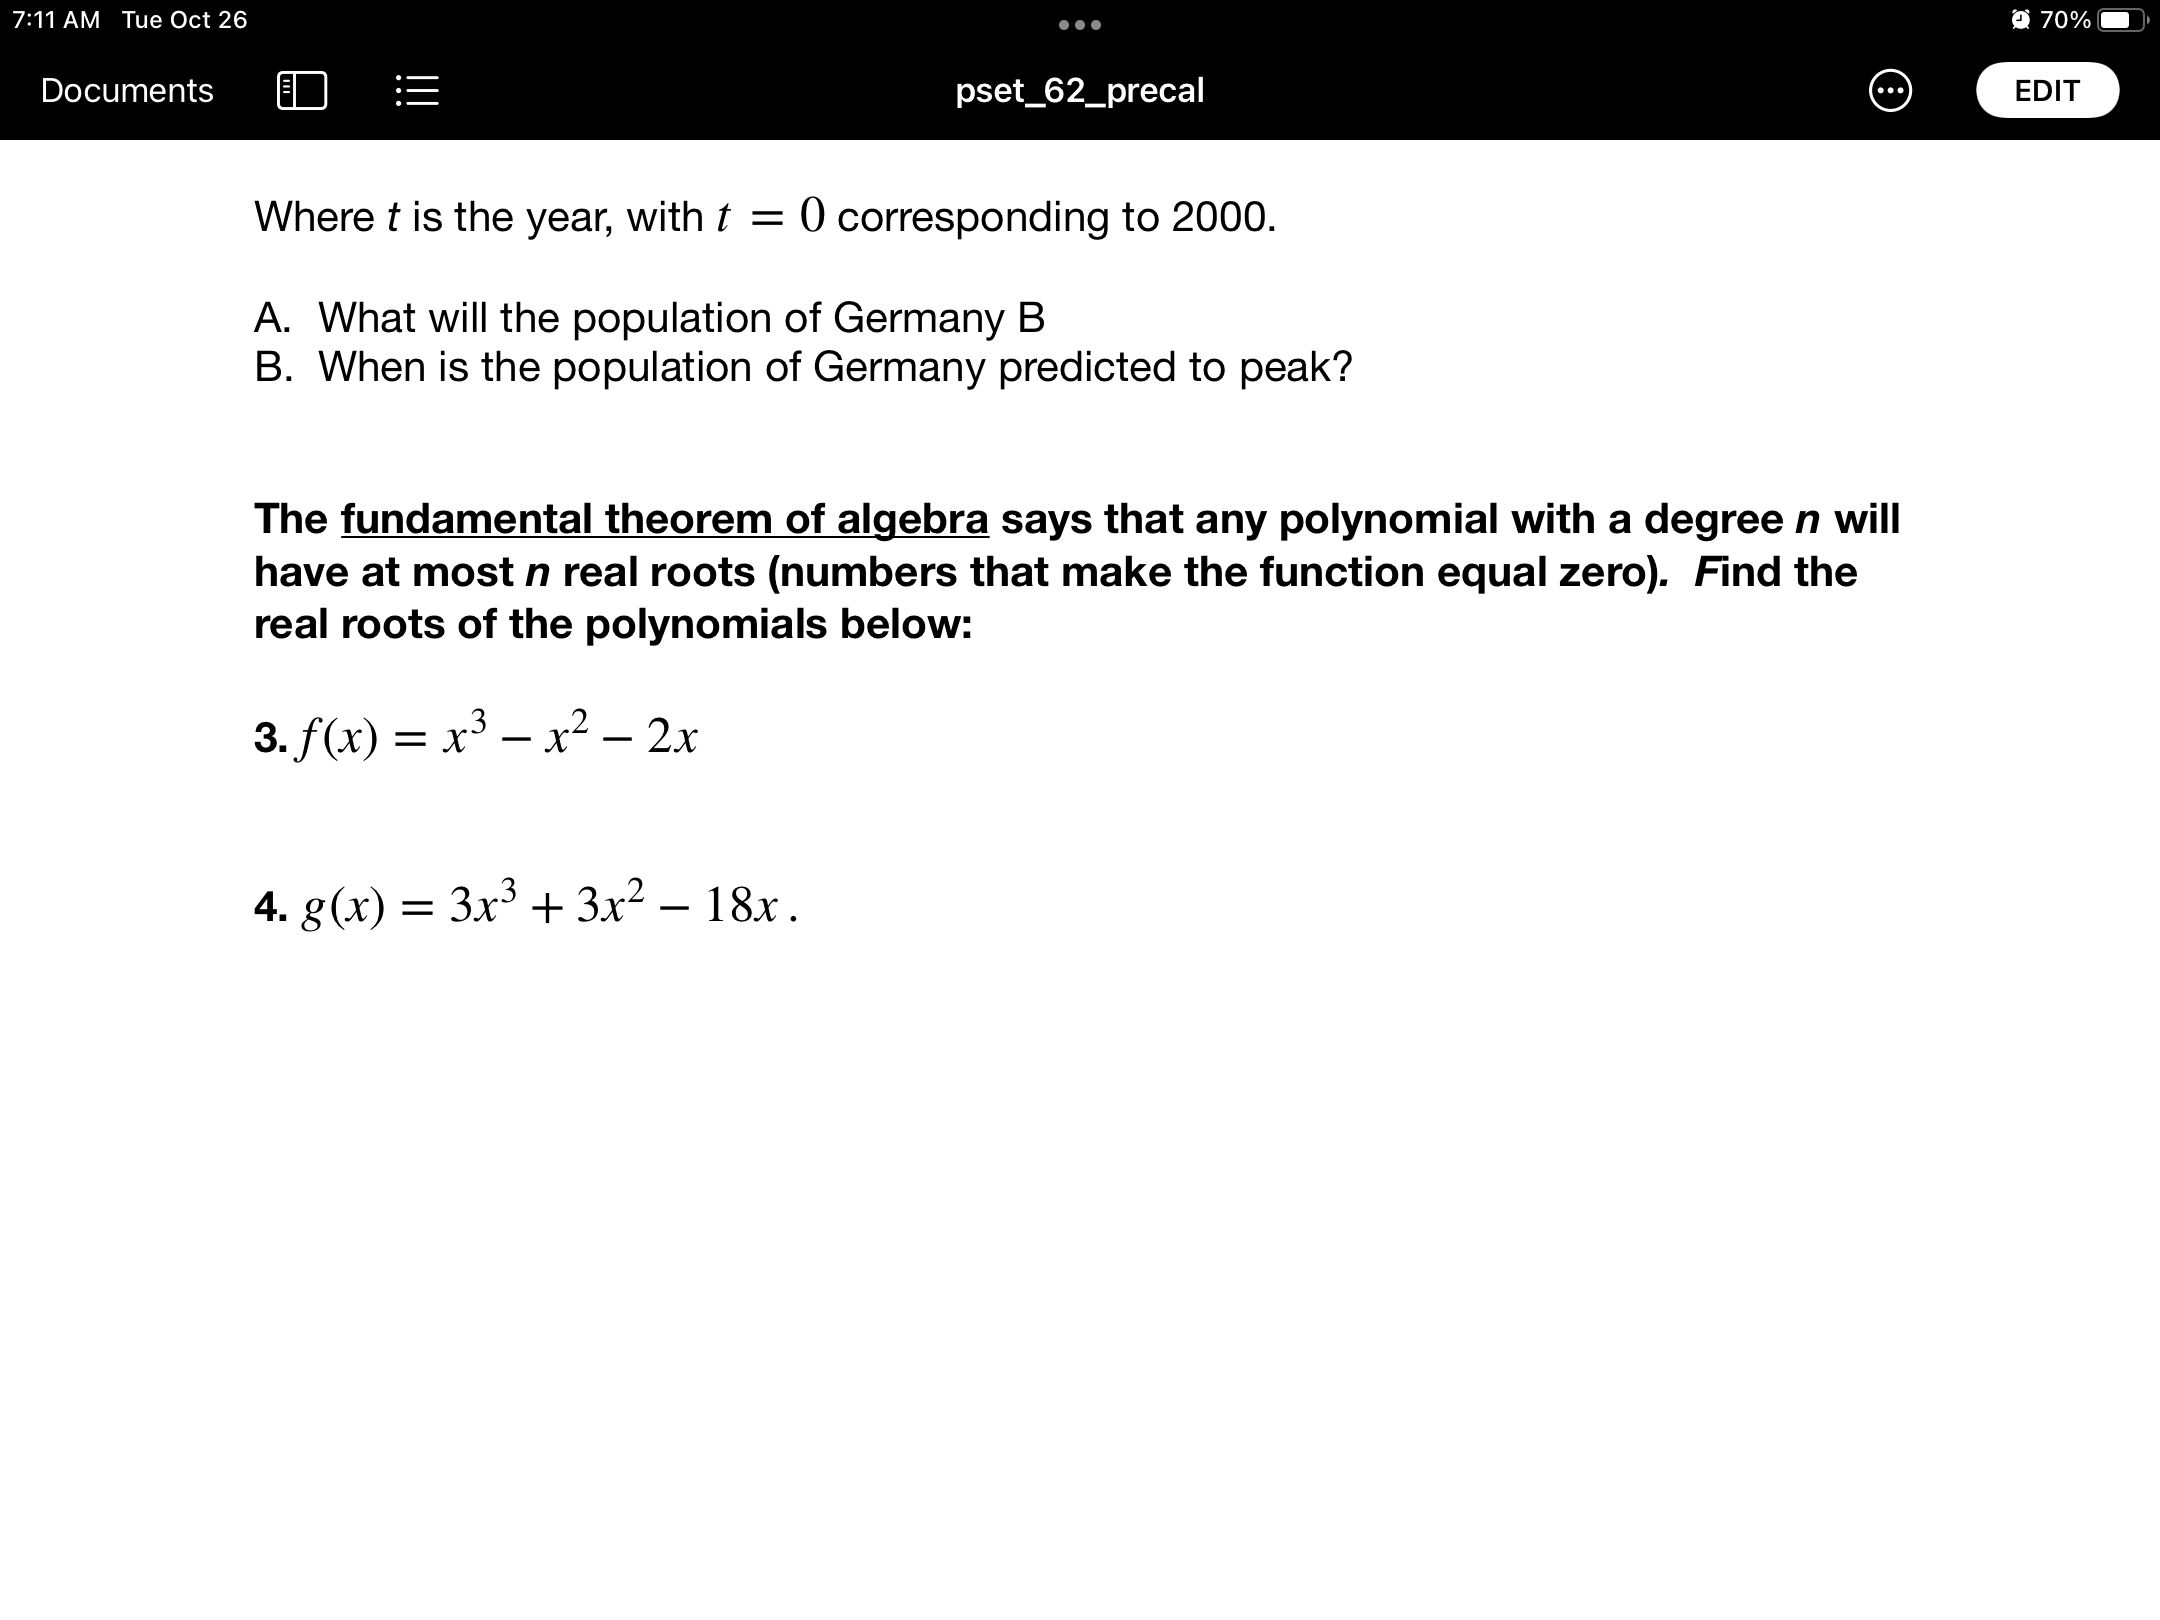 7:11 AM Tue Oct 26
70%
Documents
pset_62_precal
EDIT
Where t is the year, with t = 0 corresponding to 2000.
A. What will the population of Germany B
B. When is the population of Germany predicted to peak?
The fundamental theorem of algebra says that any polynomial with a degree n will
have at most n real roots (numbers that make the function equal zero). Find the
real roots of the polynomials below:
3. f(x) = x³ – x² – 2x
4. g(x) = 3x³ + 3x² – 18x .